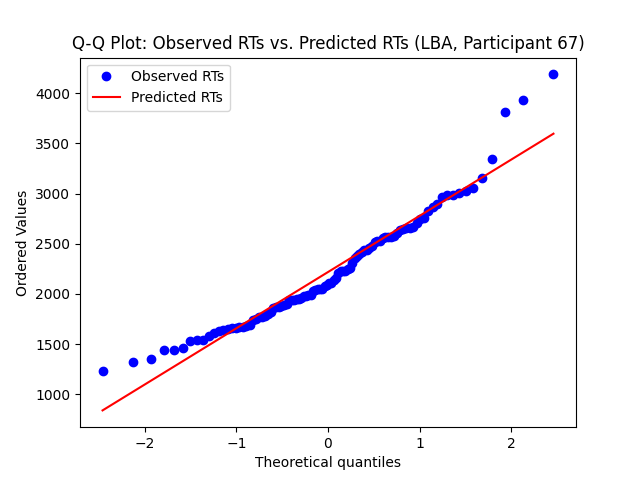 Q-Q Plot: Observed RTs vs. Predicted RTs (LBA, Participant 67)
Observed RTs
Predicted RTs
Ordered Values
4000
3500
3000
2500
2000
1500
1000
−2
−1
0
1
2
Theoretical quantiles